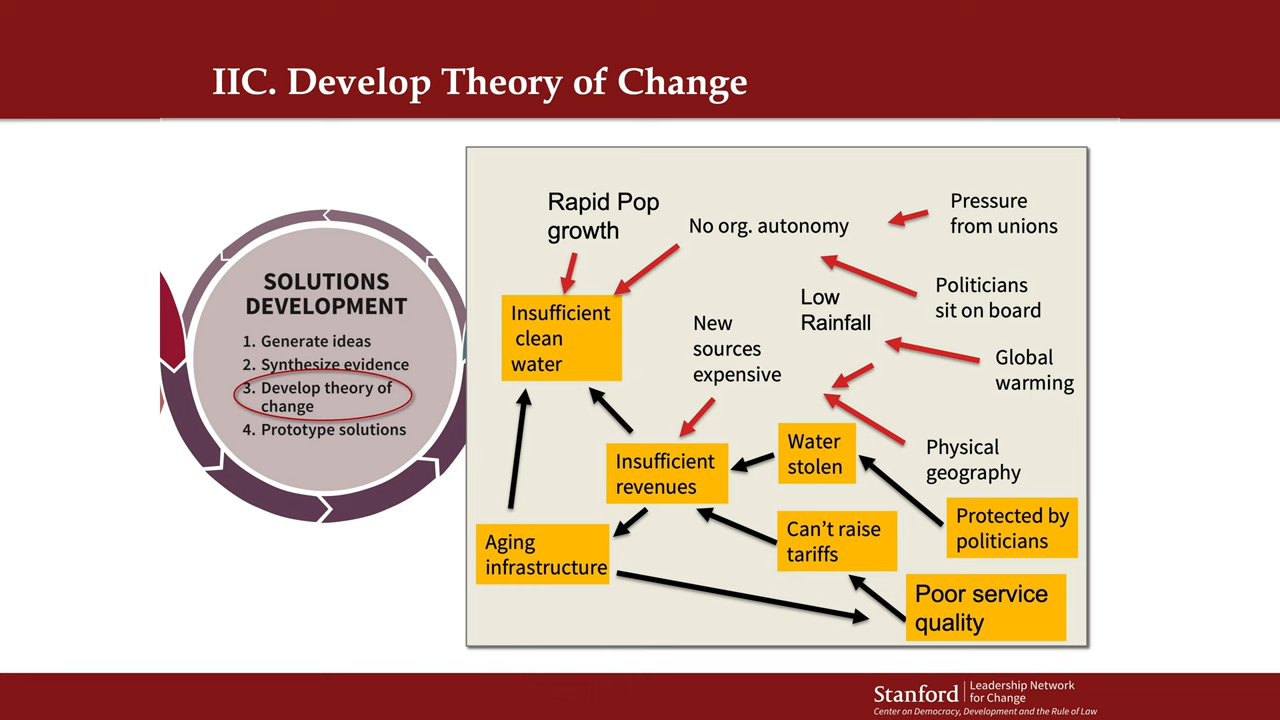 IIC. Develop Theory of Change
SOLUTIONS
DEVELOPMENT
1. Generate ideas
2. Synthesize evidence
3. Develop theory of
change
4. Prototype solutions
Rapid Pop
growth
No org. autonomy
Pressure
from unions
Politicians
sit on board
Low
Rainfall
Insufficient
clean
water
New
sources
expensive
Global
warming
Water
stolen
Physical
geography
Insufficient
revenues
Protected by
politicians
Can't raise
tariffs
Aging
infrastructure
Poor service
quality
Stanford
Leadership Network
for Change
Center on Democracy, Development and the Rule of Law